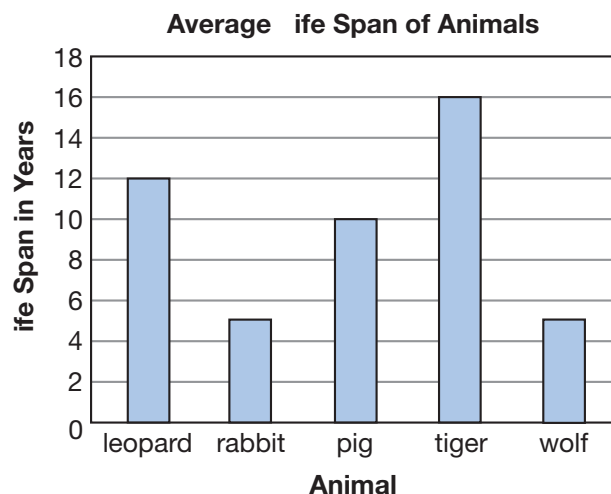 Average ife Span of Animals
ife Span in Years
18
16
14
12
10
8
6
4
2
0
leopard rabbit pig tiger wolf
Animal